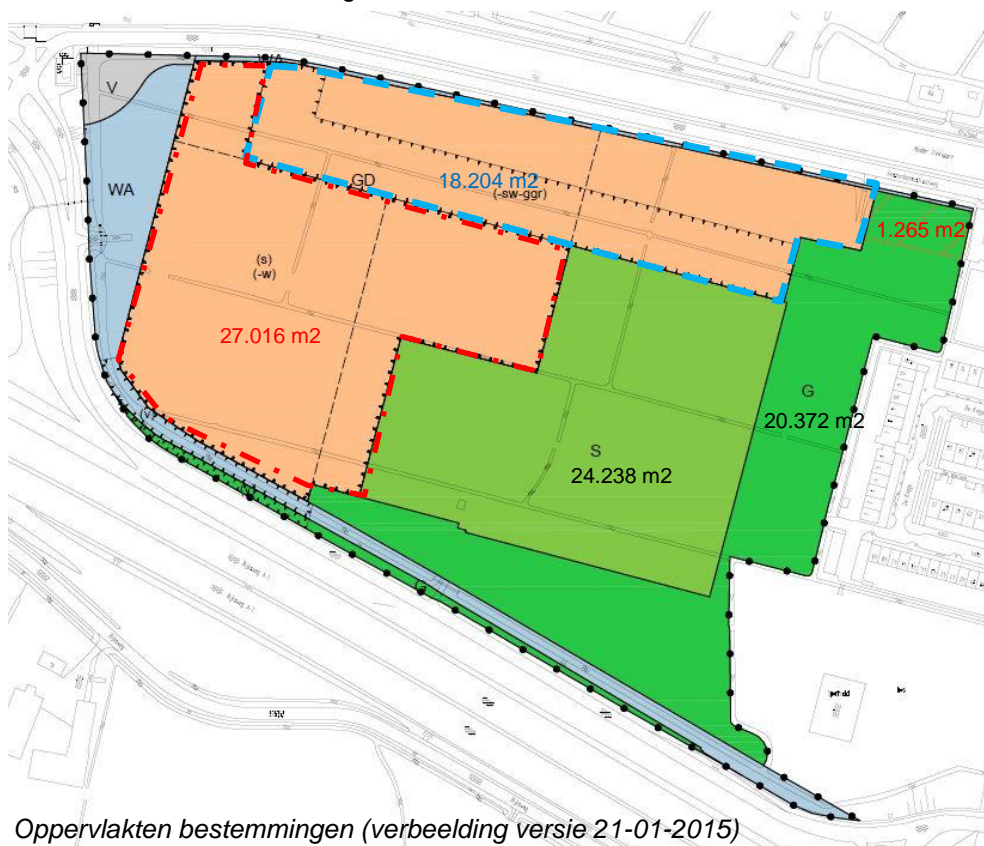 V
WA
GD
18.204 m2
(-sw-ggr)
1.265 m2
(s)
(-w)
27.016 m2
G
20.372 m2
S
24.238 m2
(v)
G
Oppervlakten bestemmingen (verbeelding versie 21-01-2015)